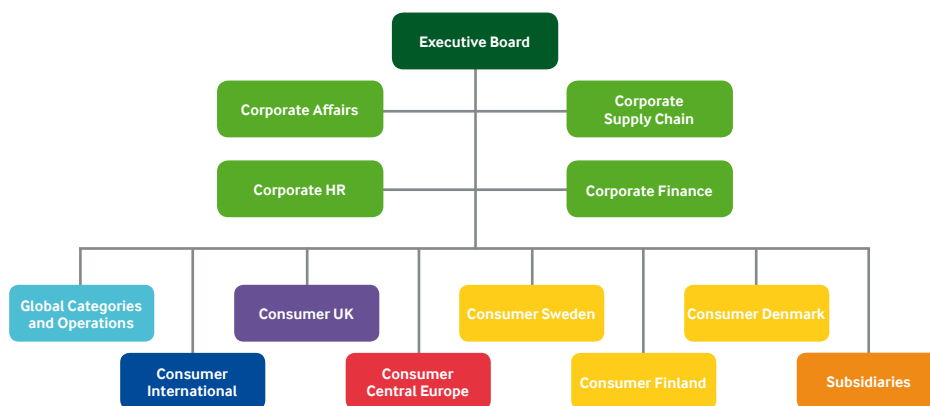 Executive Board
Corporate Affairs
Corporate
Supply Chain
Corporate HR
Corporate Finance
Global Categories
and Operations
Consumer UK
Consumer Sweden
Consumer Denmark
Consumer
International
Consumer
Central Europe
Consumer Finland
Subsidiaries